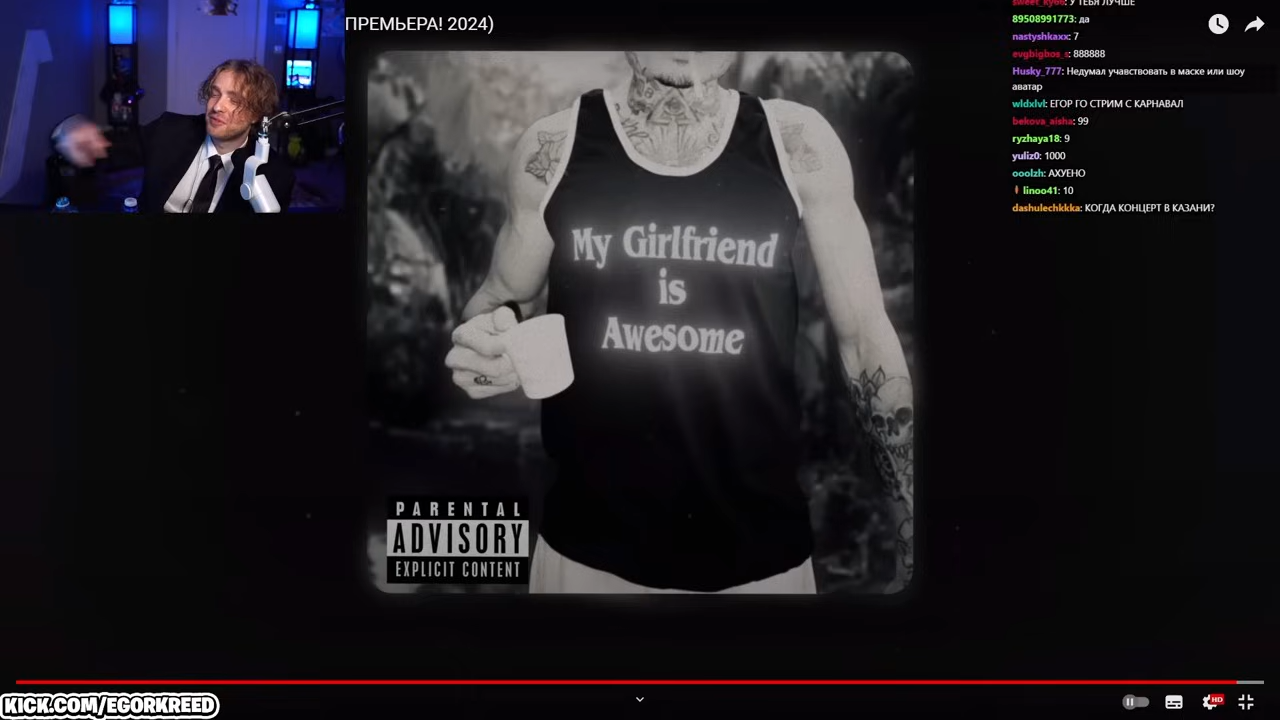 ПРЕМЬЕРА! 2024)
У ТЕБЯ ЛУЧШЕ
89508991773: да
nastyshkaxx: 7
evgbigbos_s: 888888
Husky_777: Недумал учавствовать в маске или шоу
аватар
wldxlvl: ЕГОР ГО СТРИМ С КАРНАВАЛ
bekova_aisha: 99
ryzhaya18: 9
yuliz0: 1000
ooolzh: АХУЕНО
linoo41: 10
dashulechkkka: КОГДА КОНЦЕРТ В КАЗАНИ?
My Girlfriend
is
Awesome
PARENTAL
ADVISORY
EXPLICIT CONTENT
KICK.COM/EGORKREED
HD